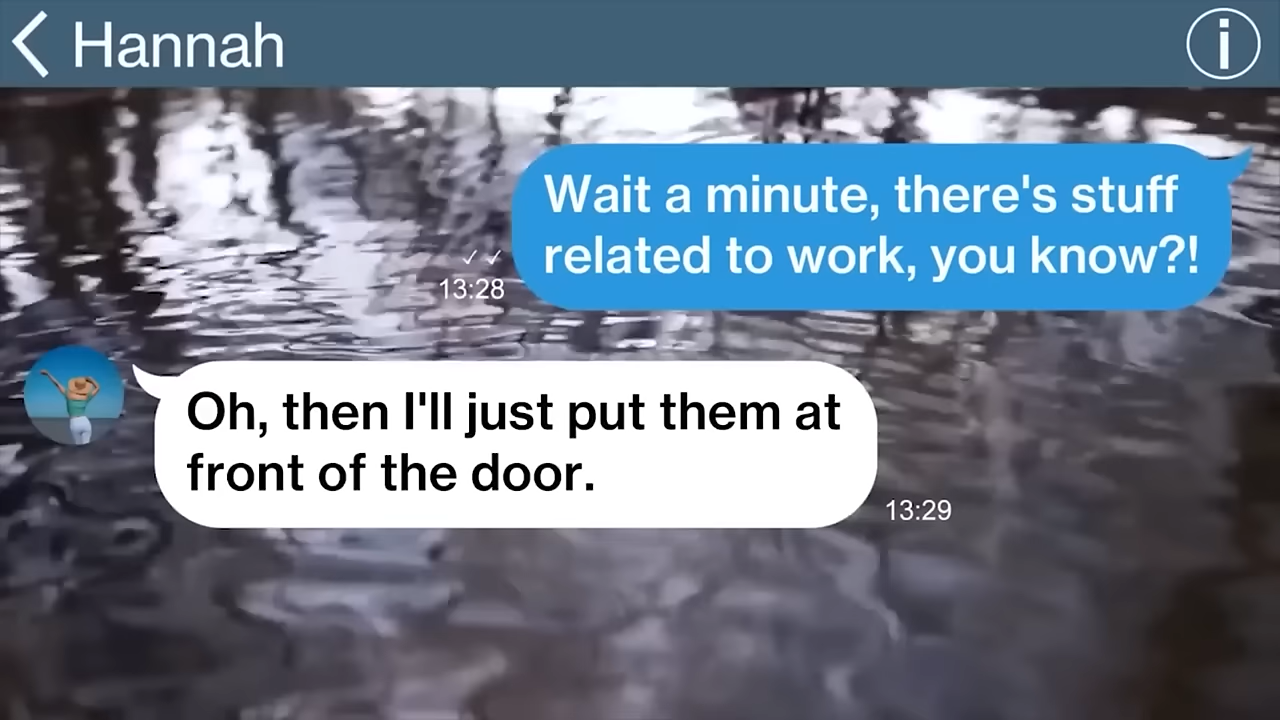 Hannah
i
Wait a minute, there's stuff
related to work, you know?!
✓✓
13:28
Oh, then I'll just put them at
front of the door.
13:29